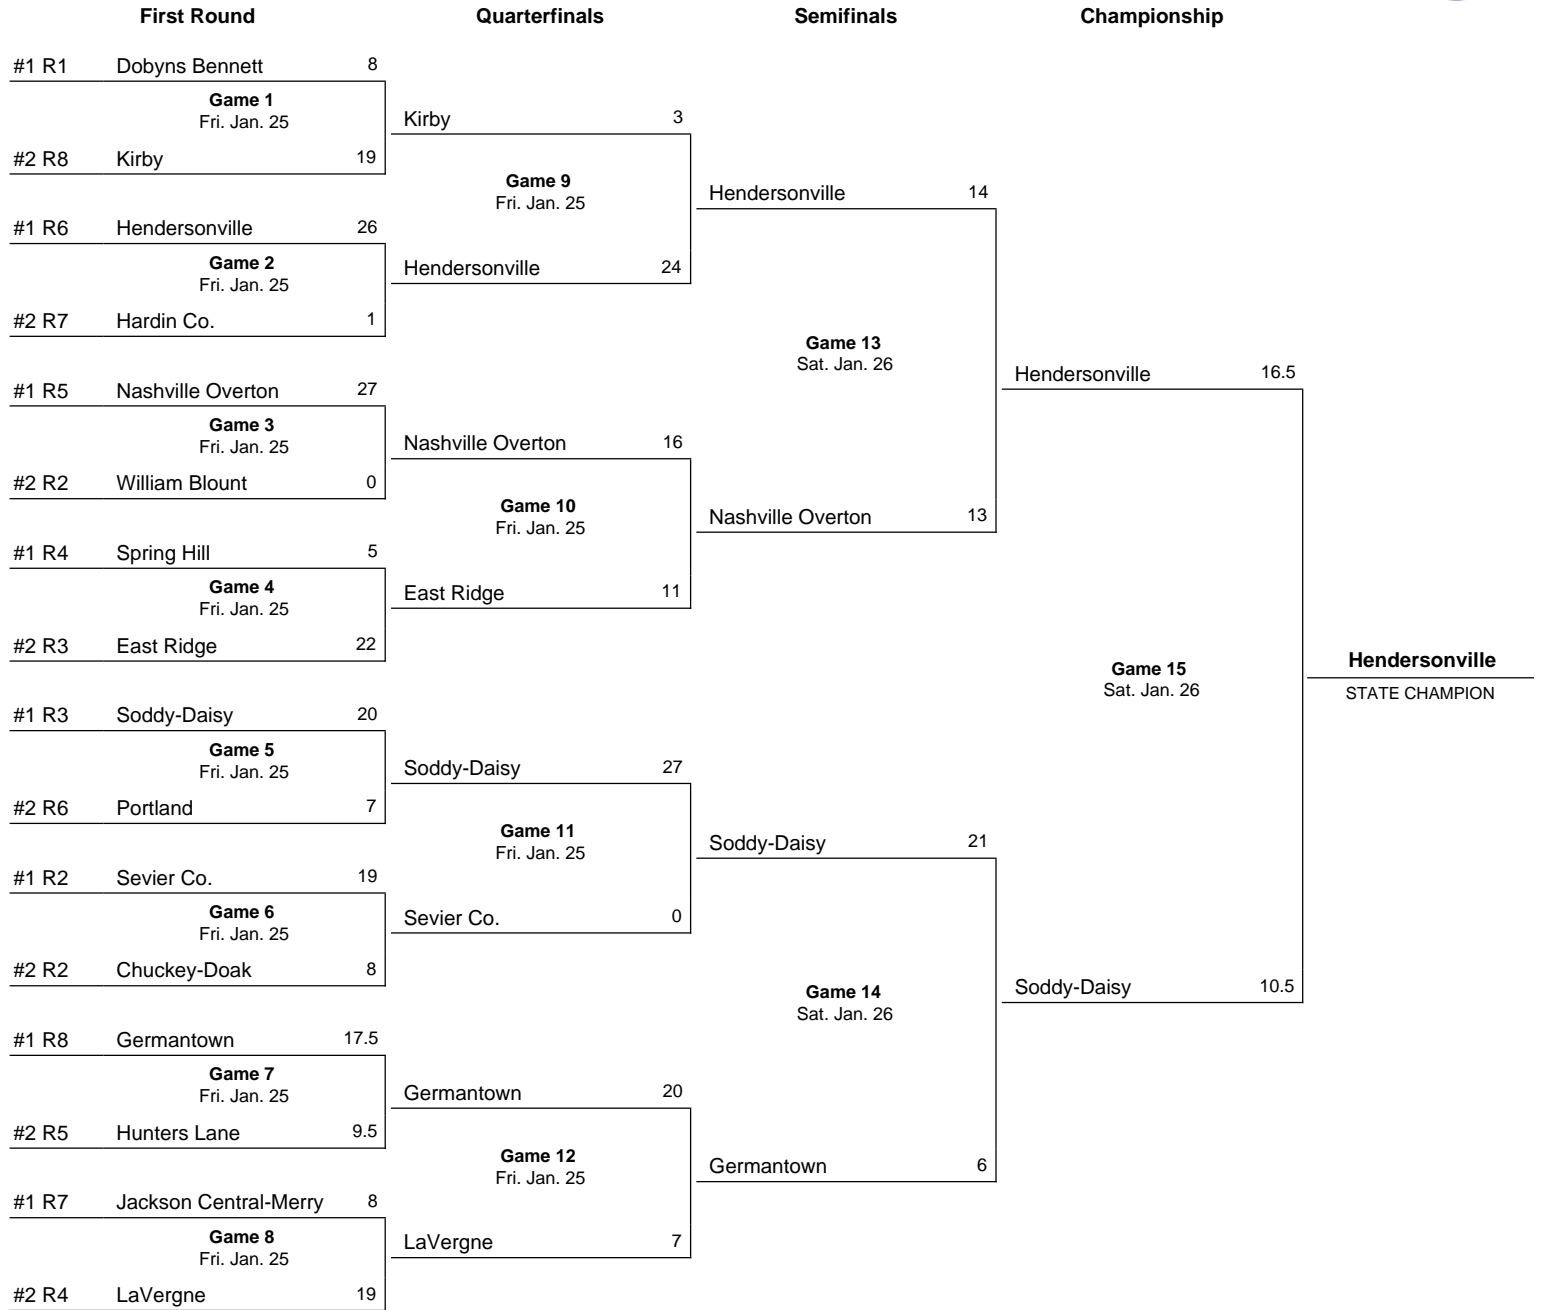 First Round Quarterfinals Semifinals Championship
#1 R1 Dobyns Bennett 8
Game 1
Fri. Jan. 25
#2 R8 Kirby 19
#1 R6 Hendersonville 26
Game 2
Fri. Jan. 25
#2 R7 Hardin Co. 1
#1 R5 Nashville Overton 27
Game 3
Fri. Jan. 25
#2 R2 William Blount 0
#1 R4 Spring Hill 5
Game 4
Fri. Jan. 25
#2 R3 East Ridge 22
#1 R3 Soddy-Daisy 20
Game 5
Fri. Jan. 25
#2 R6 Portland 7
#1 R2 Sevier Co. 19
Game 6
Fri. Jan. 25
#2 R2 Chuckey-Doak 8
#1 R8 Germantown 17.5
Game 7
Fri. Jan. 25
#2 R5 Hunters Lane 9.5
#1 R7 Jackson Central-Merry 8
Game 8
Fri. Jan. 25
#2 R4 LaVergne 19
Kirby 3
Game 9
Fri. Jan. 25
Hendersonville 24
Nashville Overton 16
Game 10
Fri. Jan. 25
East Ridge 11
Soddy-Daisy 27
Game 11
Fri. Jan. 25
Sevier Co. 0
Germantown 20
Game 12
Fri. Jan. 25
LaVergne 7
Hendersonville 14
Game 13
Sat. Jan. 26
Nashville Overton 13
Soddy-Daisy 21
Game 14
Sat. Jan. 26
Germantown 6
Hendersonville 16.5
Game 15
Sat. Jan. 26
Soddy-Daisy 10.5
Hendersonville
STATE CHAMPION